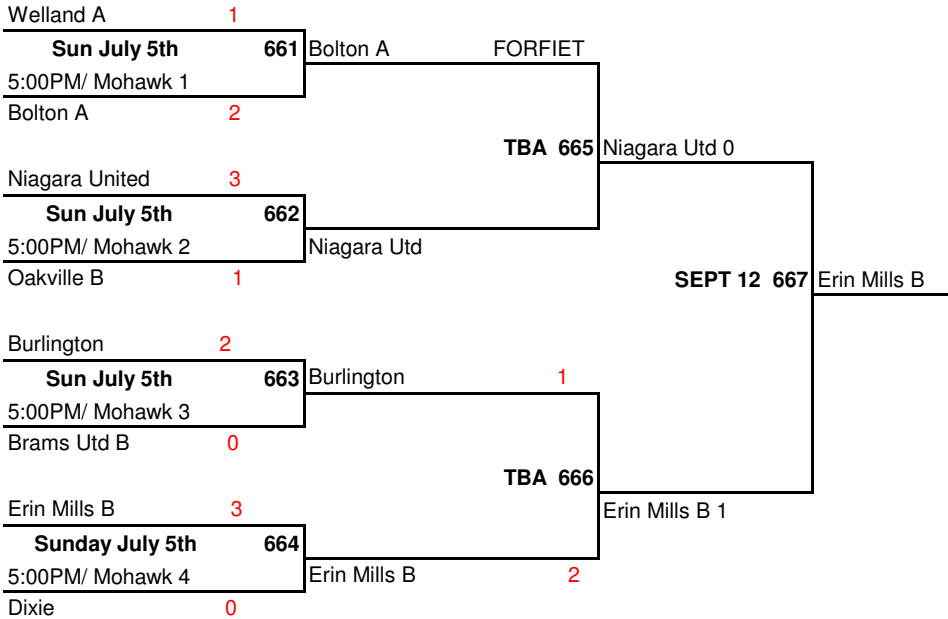 Welland A 1
Sun July 5th 661 Bolton A FORFIET
5:00PM/ Mohawk 1
Bolton A 2
TBA 665 Niagara Utd 0
Niagara United 3
Sun July 5th 662
5:00PM/ Mohawk 2 Niagara Utd
Oakville B 1
SEPT 12 667 Erin Mills B
Burlington 2
Sun July 5th 663 Burlington 1
5:00PM/ Mohawk 3
Brams Utd B 0
TBA 666
Erin Mills B 3
Erin Mills B 1
Sunday July 5th 664
5:00PM/ Mohawk 4 Erin Mills B 2
Dixie 0